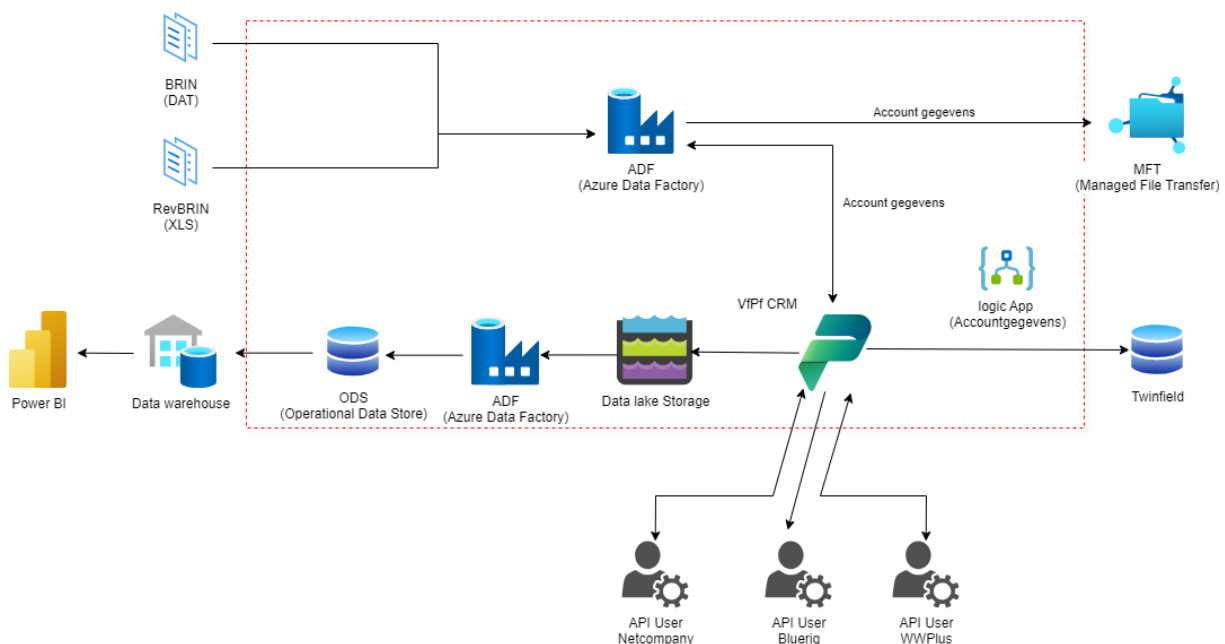 BRIN
(DAT)
RevBRIN
(XLS)
ADF
(Azure Data Factory)
Account gegevens
MFT
(Managed File Transfer)
Account gegevens
VfPf CRM
logic App
(Accountgegevens)
Power BI
Data warehouse
ODS
(Operational Data Store)
ADF
(Azure Data Factory)
Data lake Storage
Twinfield
API User
Netcompany
API User
Bluerig
API User
WWPlus